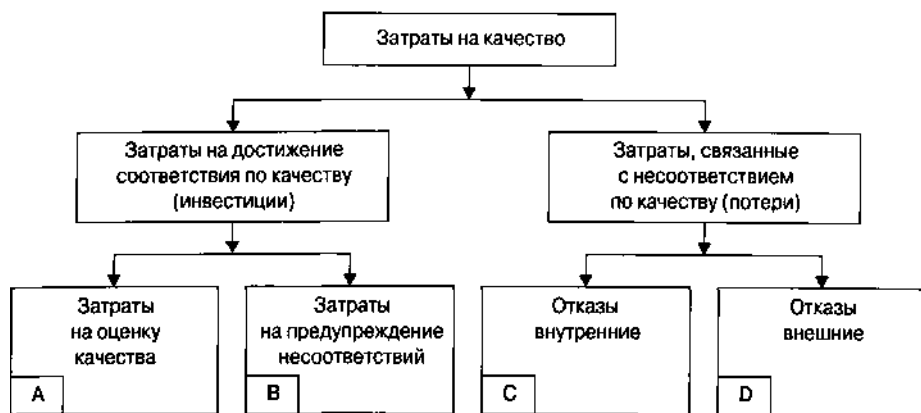 Затраты на качество
Затраты на достижение
соответствия по качеству
(инвестиции)
Затраты, связанные
с несоответствием
по качеству (потери)
Затраты
на оценку
качества
A
Затраты
на предупреждение
несоответствий
B
Отказы
внутренние
C
Отказы
внешние
D